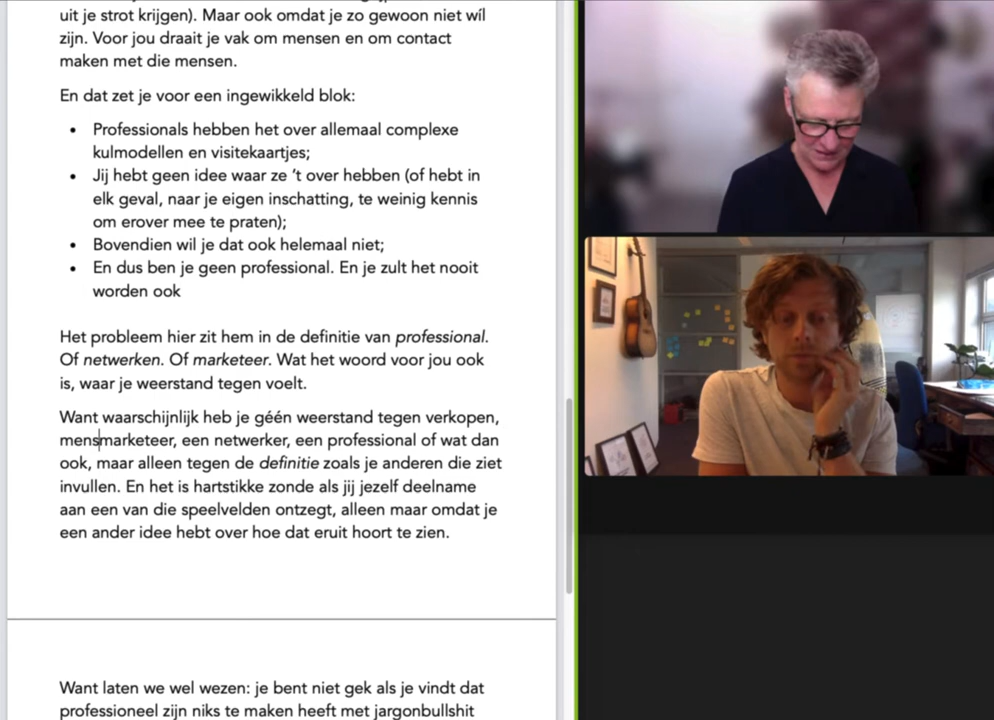 uit je strot krijgen). Maar ook omdat je zo gewoon niet wíl
zijn. Voor jou draait je vak om mensen en om contact
maken met die mensen.
En dat zet je voor een ingewikkeld blok:
• Professionals hebben het over allemaal complexe
kulmodellen en visitekaartjes;
• Jij hebt geen idee waar ze ’t over hebben (of hebt in
elk geval, naar je eigen inschatting, te weinig kennis
om erover mee te praten);
• Bovendien wil je dat ook helemaal niet;
• En dus ben je geen professional. En je zult het nooit
worden ook
Het probleem hier zit hem in de definitie van professional.
Of netwerken. Of marketeer. Wat het woord voor jou ook
is, waar je weerstand tegen voelt.
Want waarschijnlijk heb je géén weerstand tegen verkopen,
mensmarketeer, een netwerker, een professional of wat dan
ook, maar alleen tegen de definitie zoals je anderen die ziet
invullen. En het is hartstikke zonde als jij jezelf deelname
aan een van die speelvelden ontzegt, alleen maar omdat je
een ander idee hebt over hoe dat eruit hoort te zien.
Want laten we wel wezen: je bent niet gek als je vindt dat
professioneel zijn niks te maken heeft met jargonbullshit